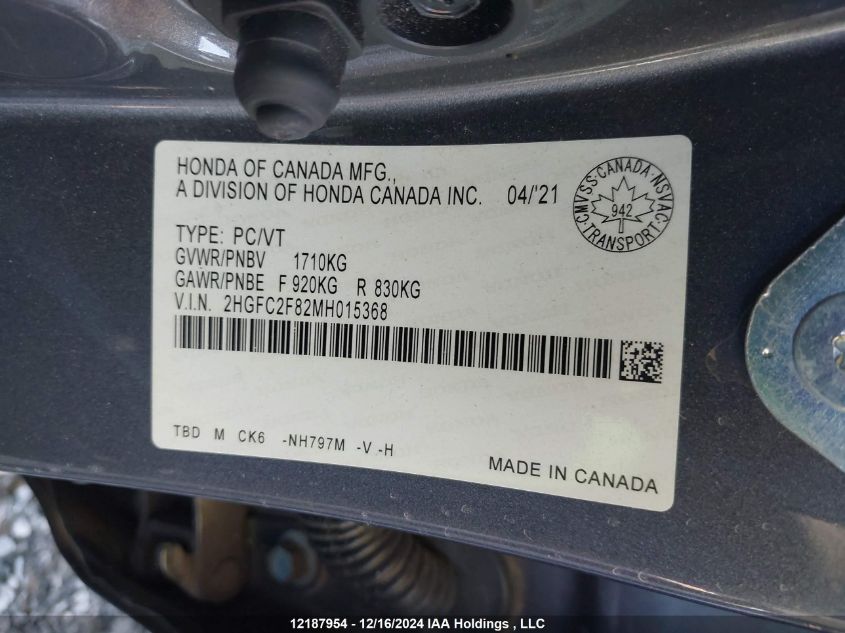 HONDA OF CANADA MFG.,
A DIVISION OF HONDA CANADA INC. 04/'21
CMVSS·CANADA·NSVAC
942
TRANSPORT
TYPE: PC/VT
GVWR/PNBV 1710KG
GAWR/PNBE F 920KG R 830KG
V.I.N. 2HGFC2F82MH015368
TBD M CK6 -NH797M -V -H
MADE IN CANADA
12187954 - 12/16/2024 IAA Holdings , LLC